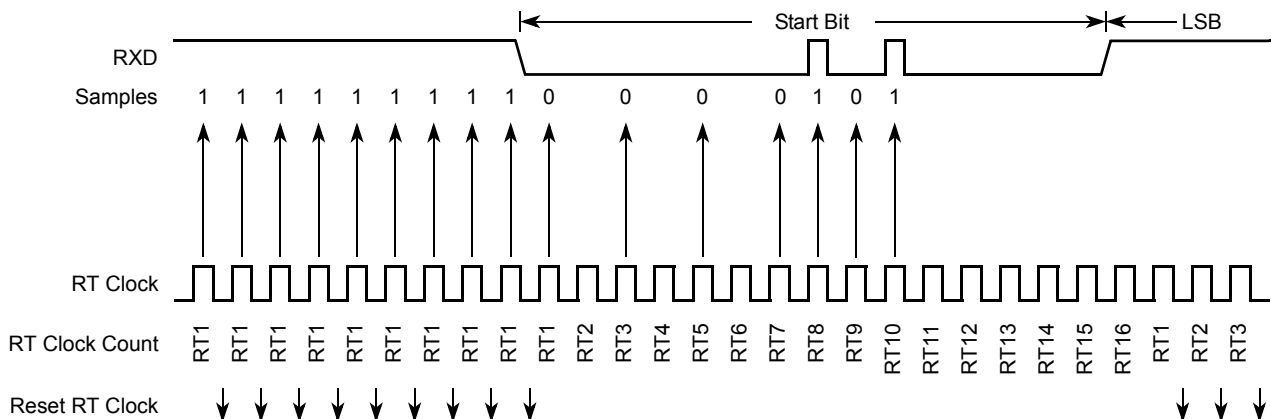 Start Bit LSB
RXD
Samples 1 1 1 1 1 1 1 1 1 0 0 0 0 1 0 1
RT Clock
RT Clock Count RT1 RT1 RT1 RT1 RT1 RT1 RT1 RT1 RT1 RT1 RT2 RT3 RT4 RT5 RT6 RT7 RT8 RT9 RT10 RT11 RT12 RT13 RT14 RT15 RT16 RT1 RT2 RT3
Reset RT Clock